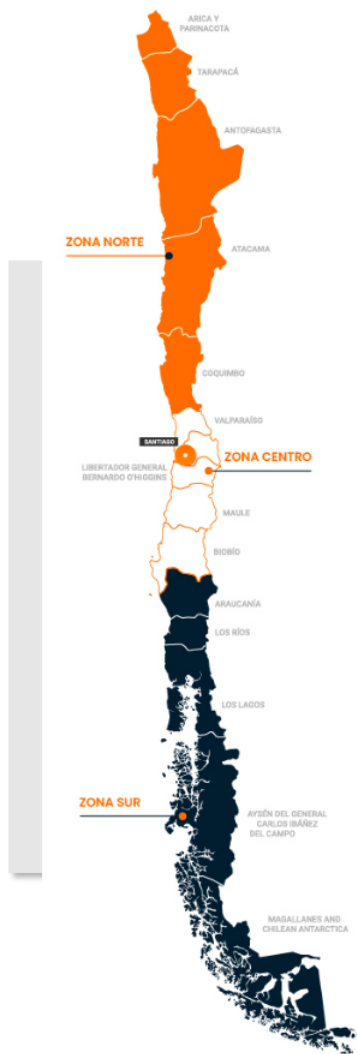 ARICA Y
PARINACOTA
TARAPACÁ
ANTOFAGASTA
ZONA NORTE
ATACAMA
COQUIMBO
VALPARAÍSO
SANTIAGO
ZONA CENTRO
LIBERTADOR GENERAL
BERNARDO O'HIGGINS
MAULE
BIOBÍO
ARAUCANÍA
LOS RÍOS
LOS LAGOS
ZONA SUR
AYSÉN DEL GENERAL
CARLOS IBÁÑEZ
DEL CAMPO
MAGALLANES AND
CHILEAN ANTARCTICA